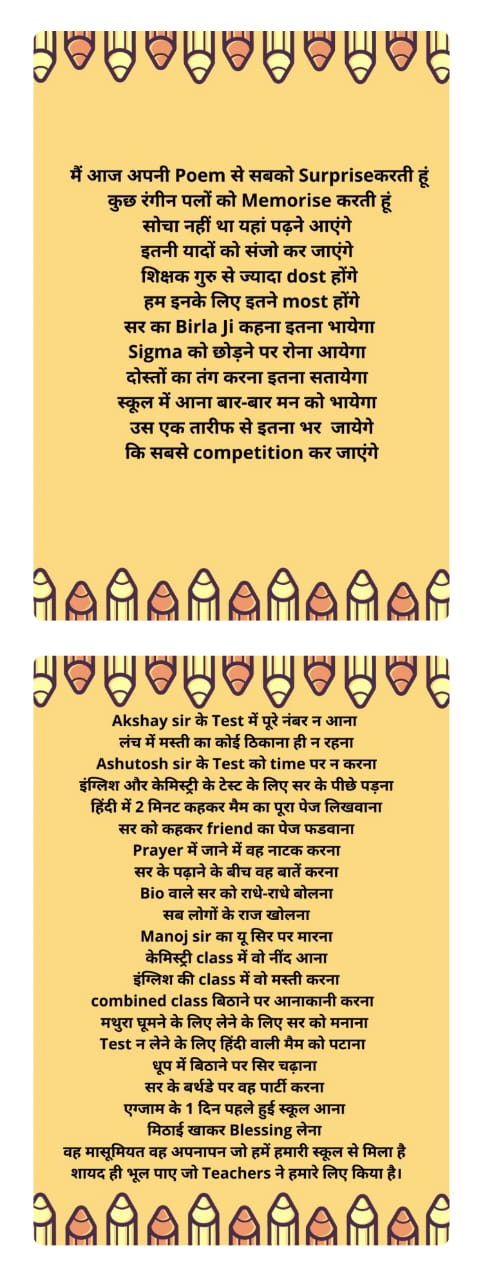 मैं आज अपनी Poem से सबको Surpriseकरती हूं
कुछ रंगीन पलों को Memorise करती हूं
सोचा नहीं था यहां पढ़ने आएंगे
इतनी यादों को संजो कर जाएंगे
शिक्षक गुरु से ज्यादा dost होंगे
हम इनके लिए इतने most होंगे
सर का Birla Ji कहना इतना भायेगा
Sigma को छोड़ने पर रोना आयेगा
दोस्तों का तंग करना इतना सतायेगा
स्कूल में आना बार-बार मन को भायेगा
उस एक तारीफ से इतना भर जायेगे
कि सबसे competition कर जाएंगे
Akshay sir के Test में पूरे नंबर न आना
लंच में मस्ती का कोई ठिकाना ही न रहना
Ashutosh sir के Test को time पर न करना
इंग्लिश और केमिस्ट्री के टेस्ट के लिए सर के पीछे पड़ना
हिंदी में 2 मिनट कहकर मैम का पूरा पेज लिखवाना
सर को कहकर friend का पेज फडवाना
Prayer में जाने में वह नाटक करना
सर के पढ़ाने के बीच वह बातें करना
Bio वाले सर को राधे-राधे बोलना
सब लोगों के राज खोलना
Manoj sir का यू सिर पर मारना
केमिस्ट्री class में वो नींद आना
इंग्लिश की class में वो मस्ती करना
combined class बिठाने पर आनाकानी करना
मथुरा घूमने के लिए लेने के लिए सर को मनाना
Test न लेने के लिए हिंदी वाली मैम को पटाना
धूप में बिठाने पर सिर चढ़ाना
सर के बर्थडे पर वह पार्टी करना
एग्जाम के 1 दिन पहले हुई स्कूल आना
मिठाई खाकर Blessing लेना
वह मासूमियत वह अपनापन जो हमें हमारी स्कूल से मिला है
शायद ही भूल पाए जो Teachers ने हमारे लिए किया है।